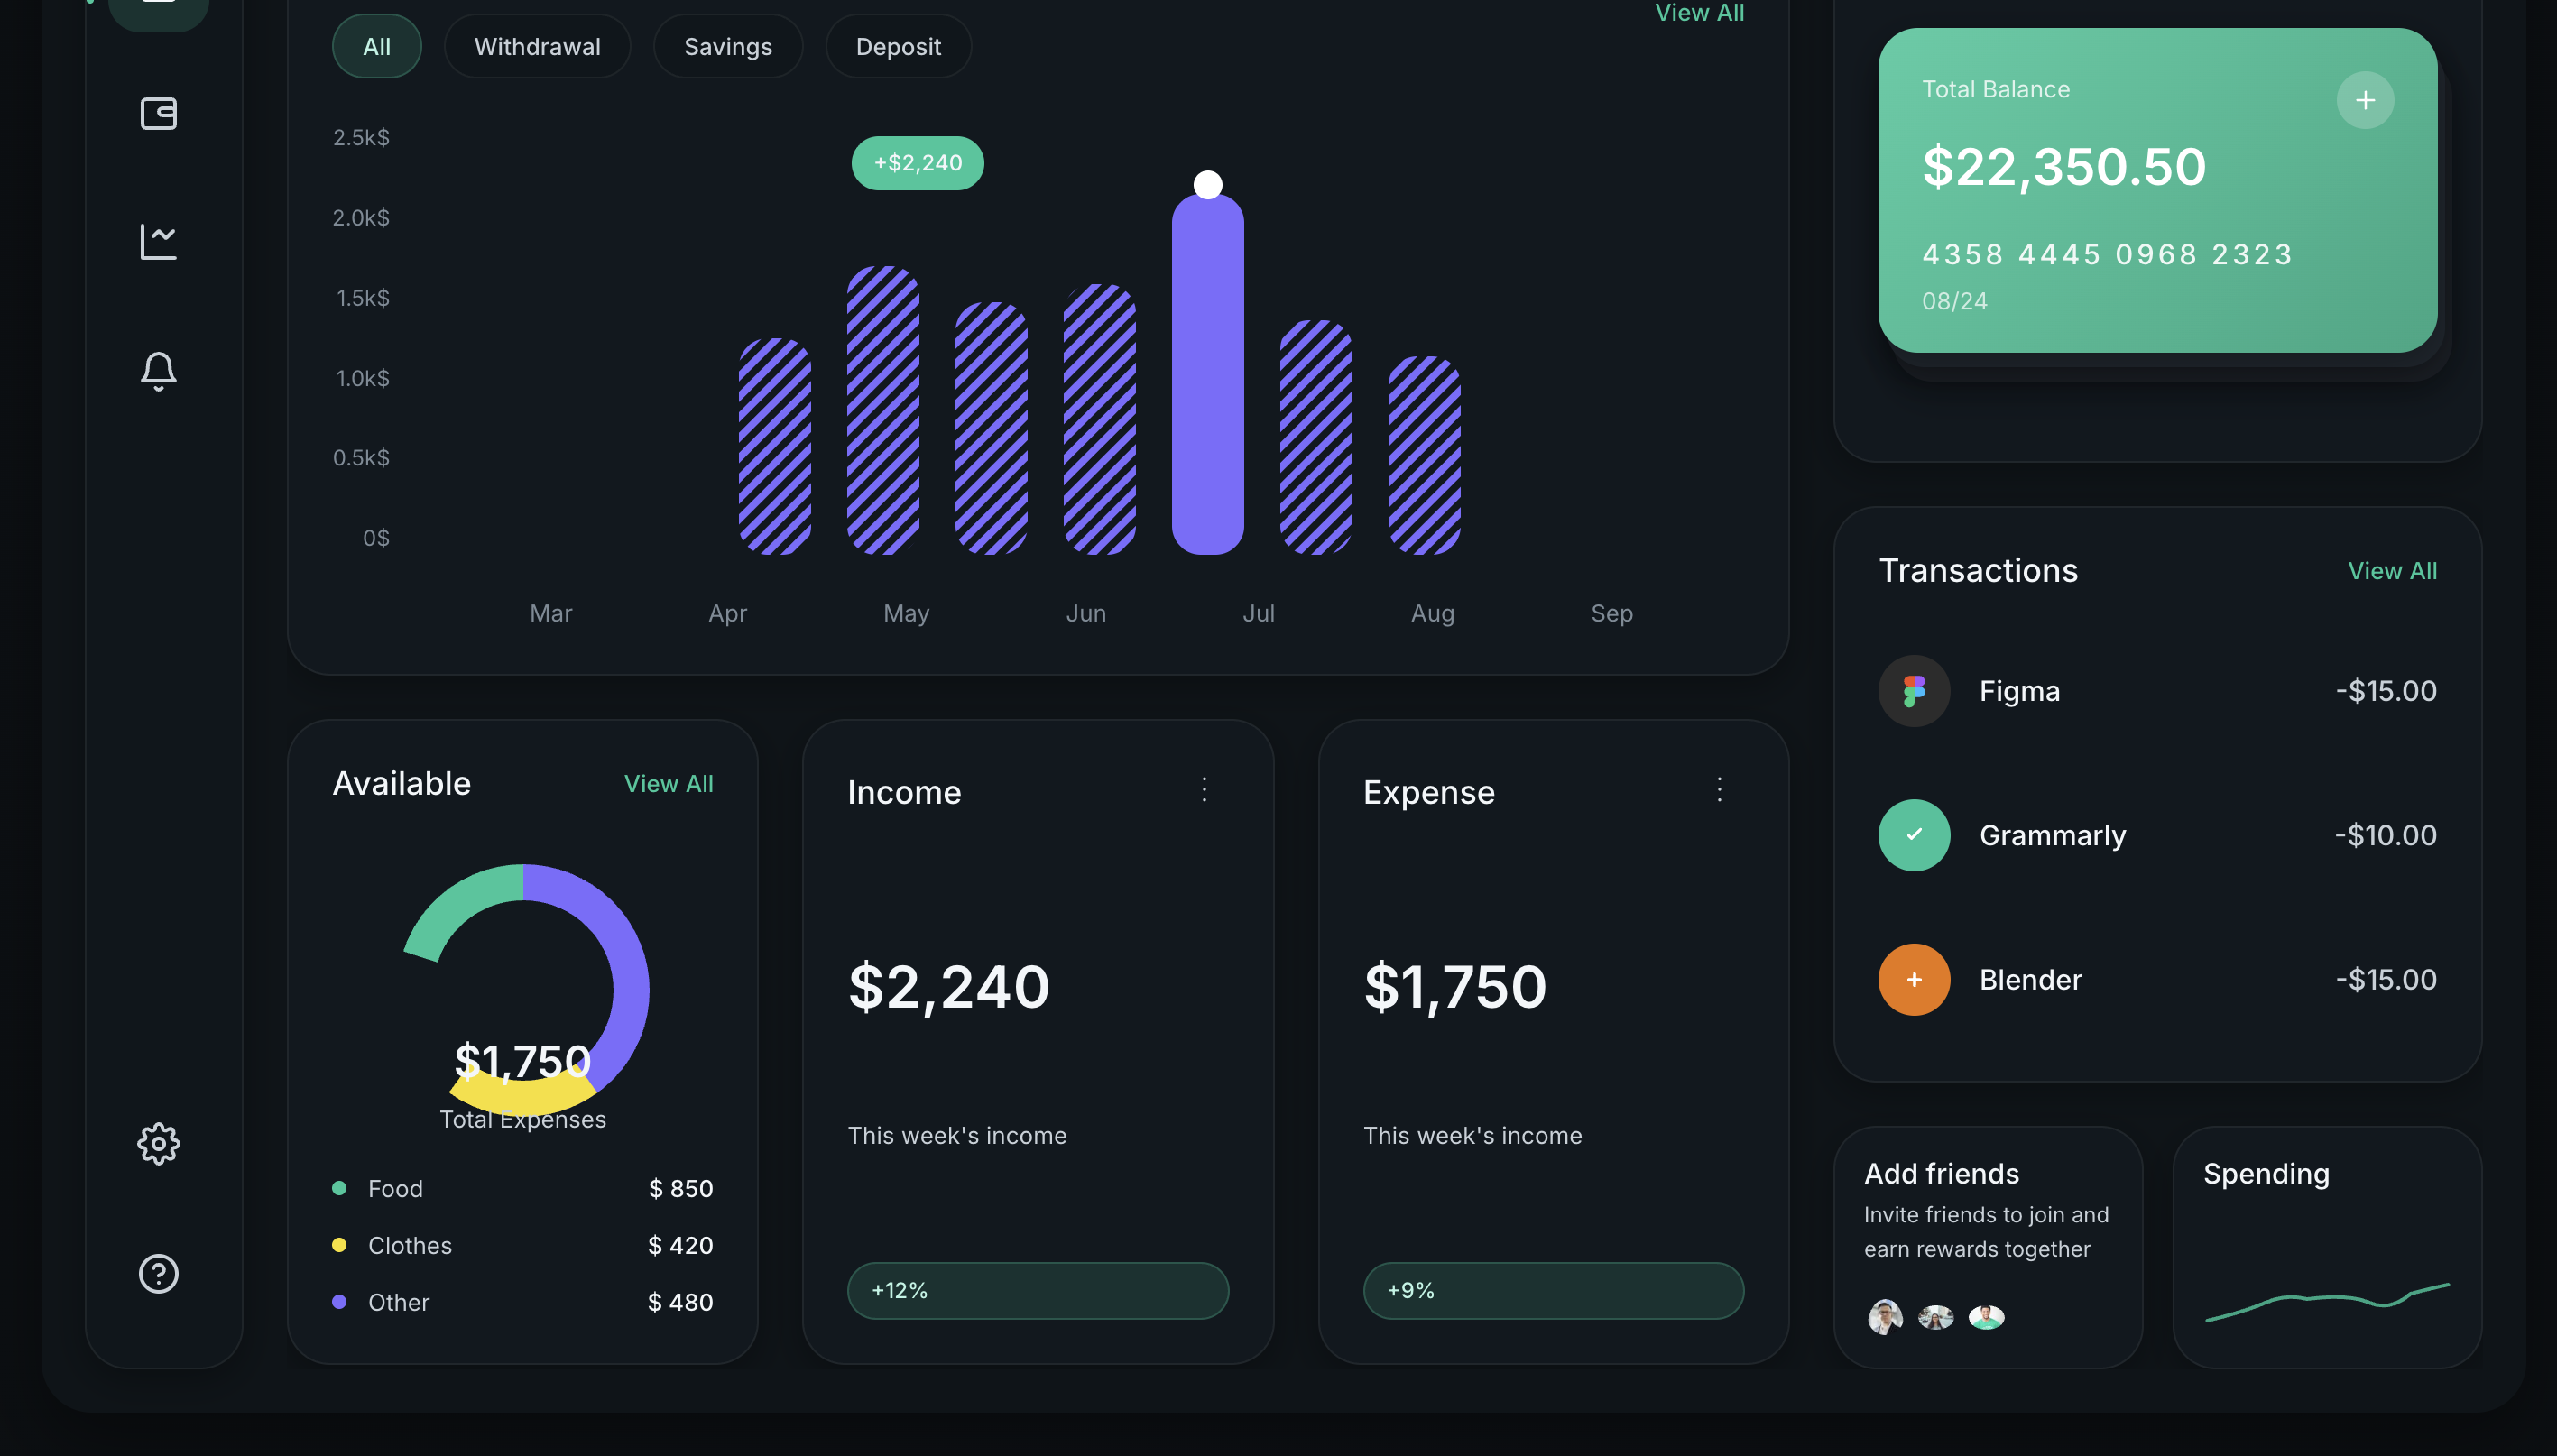 View All
All
Withdrawal
Savings
Deposit
2.5k$
2.0k$
1.5k$
1.0k$
0.5k$
0$
+$2,240
Mar
Apr
May
Jun
Jul
Aug
Sep
Total Balance
$22,350.50
4358 4445 0968 2323
08/24
Transactions
View All
Figma
-$15.00
Grammarly
-$10.00
Blender
-$15.00
Available
View All
$1,750
Total Expenses
Food
$ 850
Clothes
$ 420
Other
$ 480
Income
$2,240
This week's income
+12%
Expense
$1,750
This week's income
+9%
Add friends
Invite friends to join and
earn rewards together
Spending